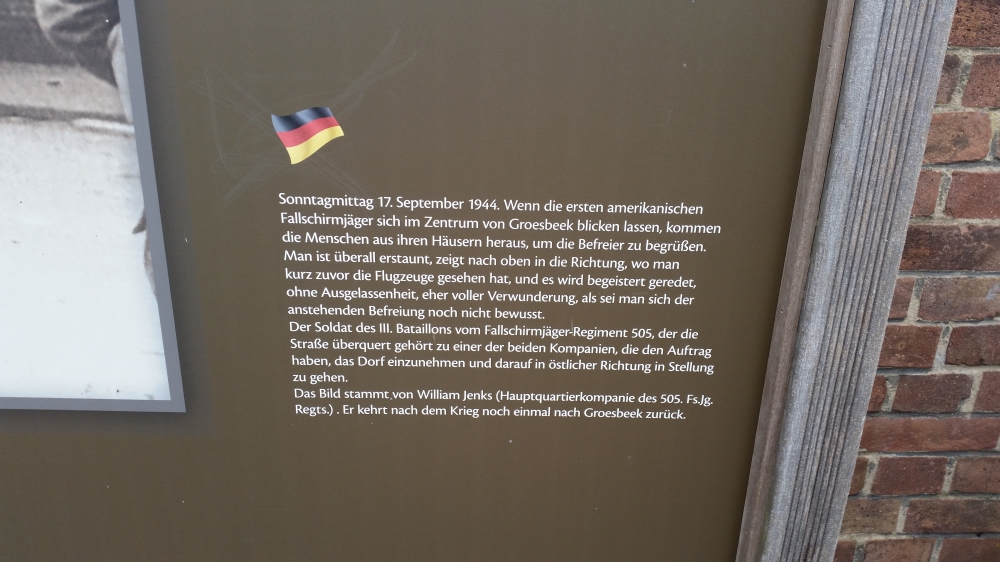 Sonntagmittag 17. September 1944. Wenn die ersten amerikanischen
Fallschirmjäger sich im Zentrum von Groesbeek blicken lassen, kommen
die Menschen aus ihren Häusern heraus, um die Befreier zu begrüßen.
Man ist überall erstaunt, zeigt nach oben in die Richtung, wo man
kurz zuvor die Flugzeuge gesehen hat, und es wird begeistert geredet,
ohne Ausgelassenheit, eher voller Verwunderung, als sei man sich der
anstehenden Befreiung noch nicht bewusst.
Der Soldat des III. Bataillons vom Fallschirmjäger-Regiment 505, der die
Straße überquert gehört zu einer der beiden Kompanien, die den Auftrag
haben, das Dorf einzunehmen und darauf in östlicher Richtung in Stellung
zu gehen.
Das Bild stammt von William Jenks (Hauptquartierkompanie des 505. Fs.Jg.
Regts.) . Er kehrt nach dem Krieg noch einmal nach Groesbeek zurück.